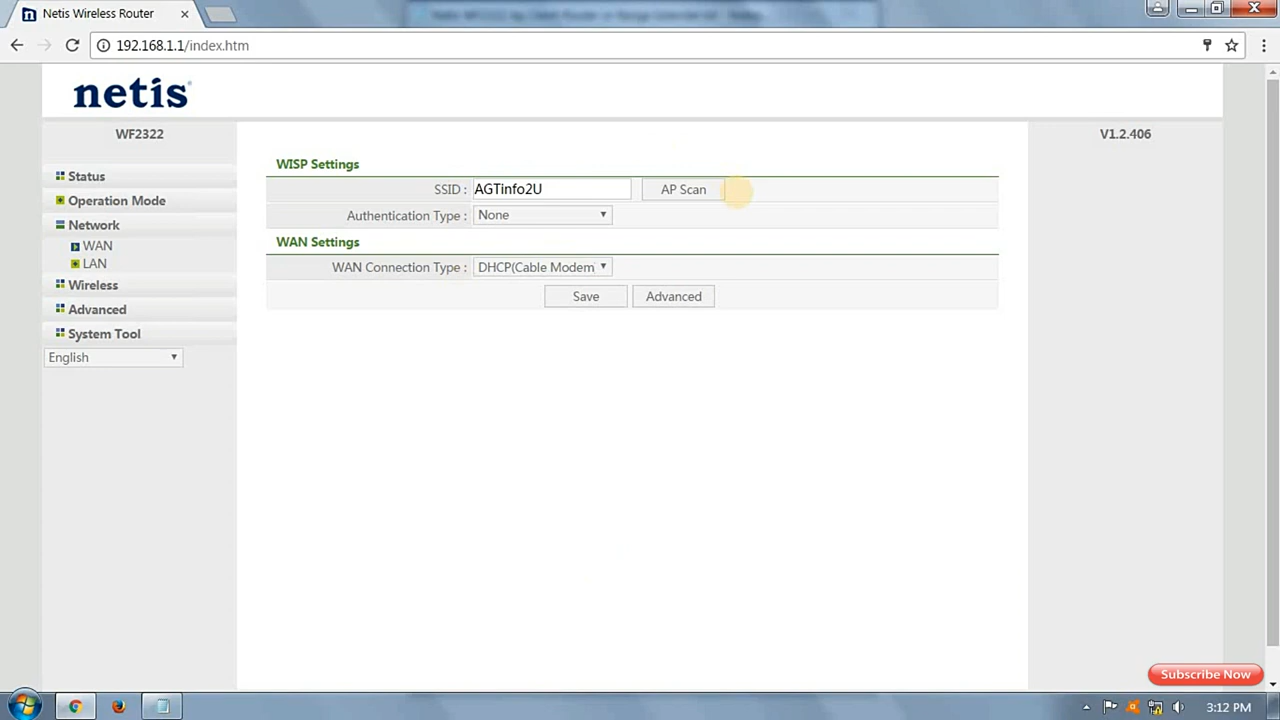 Netis Wireless Router
192.168.1.1/index.htm
netis
WF2322
V1.2.406
Status
Operation Mode
Network
WAN
LAN
Wireless
Advanced
System Tool
English
WISP Settings
SSID : AGTinfo2U AP Scan
Authentication Type : None
WAN Settings
WAN Connection Type : DHCP(Cable Modem
Save Advanced
Subscribe Now
3:12 PM